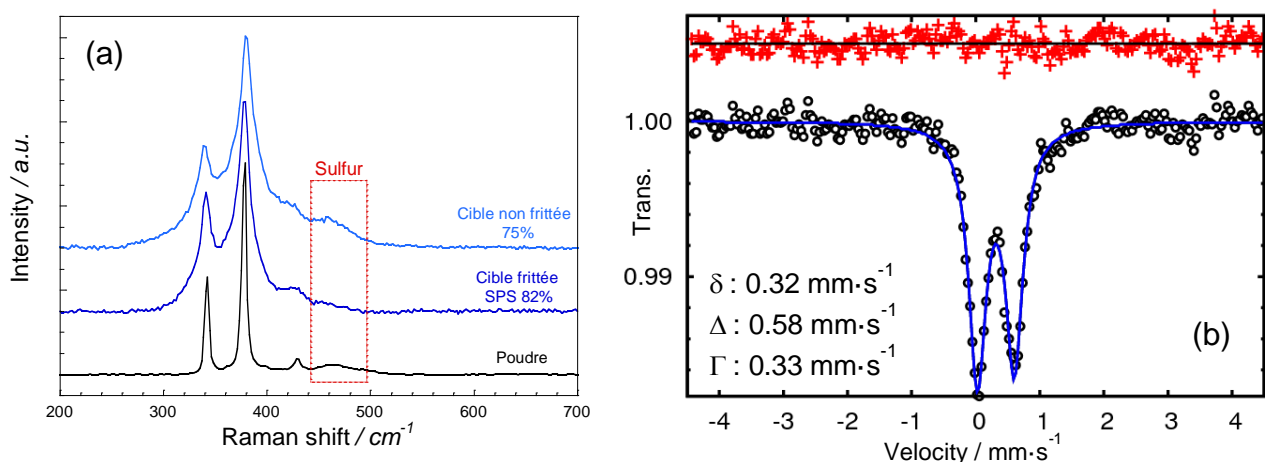 (a)
Intensity / a.u.
Sulfur
Cible non frittée
75%
Cible frittée
SPS 82%
Poudre
200 300 400 500 600 700
Raman shift / cm⁻¹
1.00
Trans.
0.99
δ : 0.32 mm·s⁻¹
Δ : 0.58 mm·s⁻¹
Γ : 0.33 mm·s⁻¹
(b)
-4 -3 -2 -1 0 1 2 3 4
Velocity / mm·s⁻¹